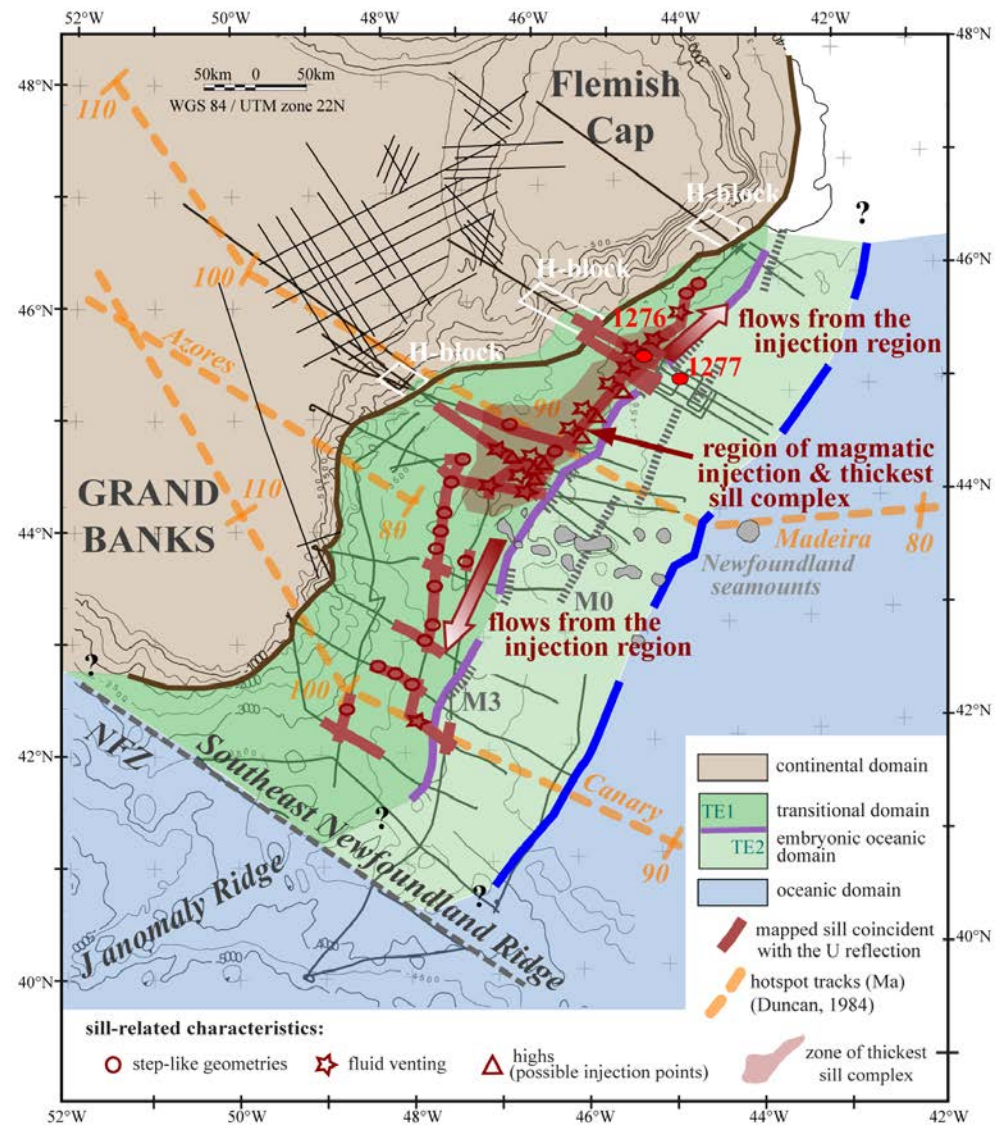 52°W 50°W 48°W 46°W 44°W 42°W
48°N
48°N
50km 0 50km
WGS 84 / UTM zone 22N
Flemish
Cap
110
H-block
?
100
46°N
46°N
H-block
1276
flows from the
injection region
Azores
H-block
1277
90
region of magmatic
injection & thickest
sill complex
GRAND
BANKS
110
80
44°N
44°N
Madeira
80
Newfoundland
seamounts
M0
flows from the
injection region
?
100
M3
42°N
42°N
NFZ
Southeast Newfoundland Ridge
Canary
90
?
?
J anomaly Ridge
40°N
40°N
continental domain
TE1
transitional domain
TE2
embryonic oceanic
domain
oceanic domain
mapped sill coincident
with the U reflection
hotspot tracks (Ma)
(Duncan, 1984)
sill-related characteristics:
step-like geometries
fluid venting
highs
(possible injection points)
zone of thickest
sill complex
52°W 50°W 48°W 46°W 44°W 42°W